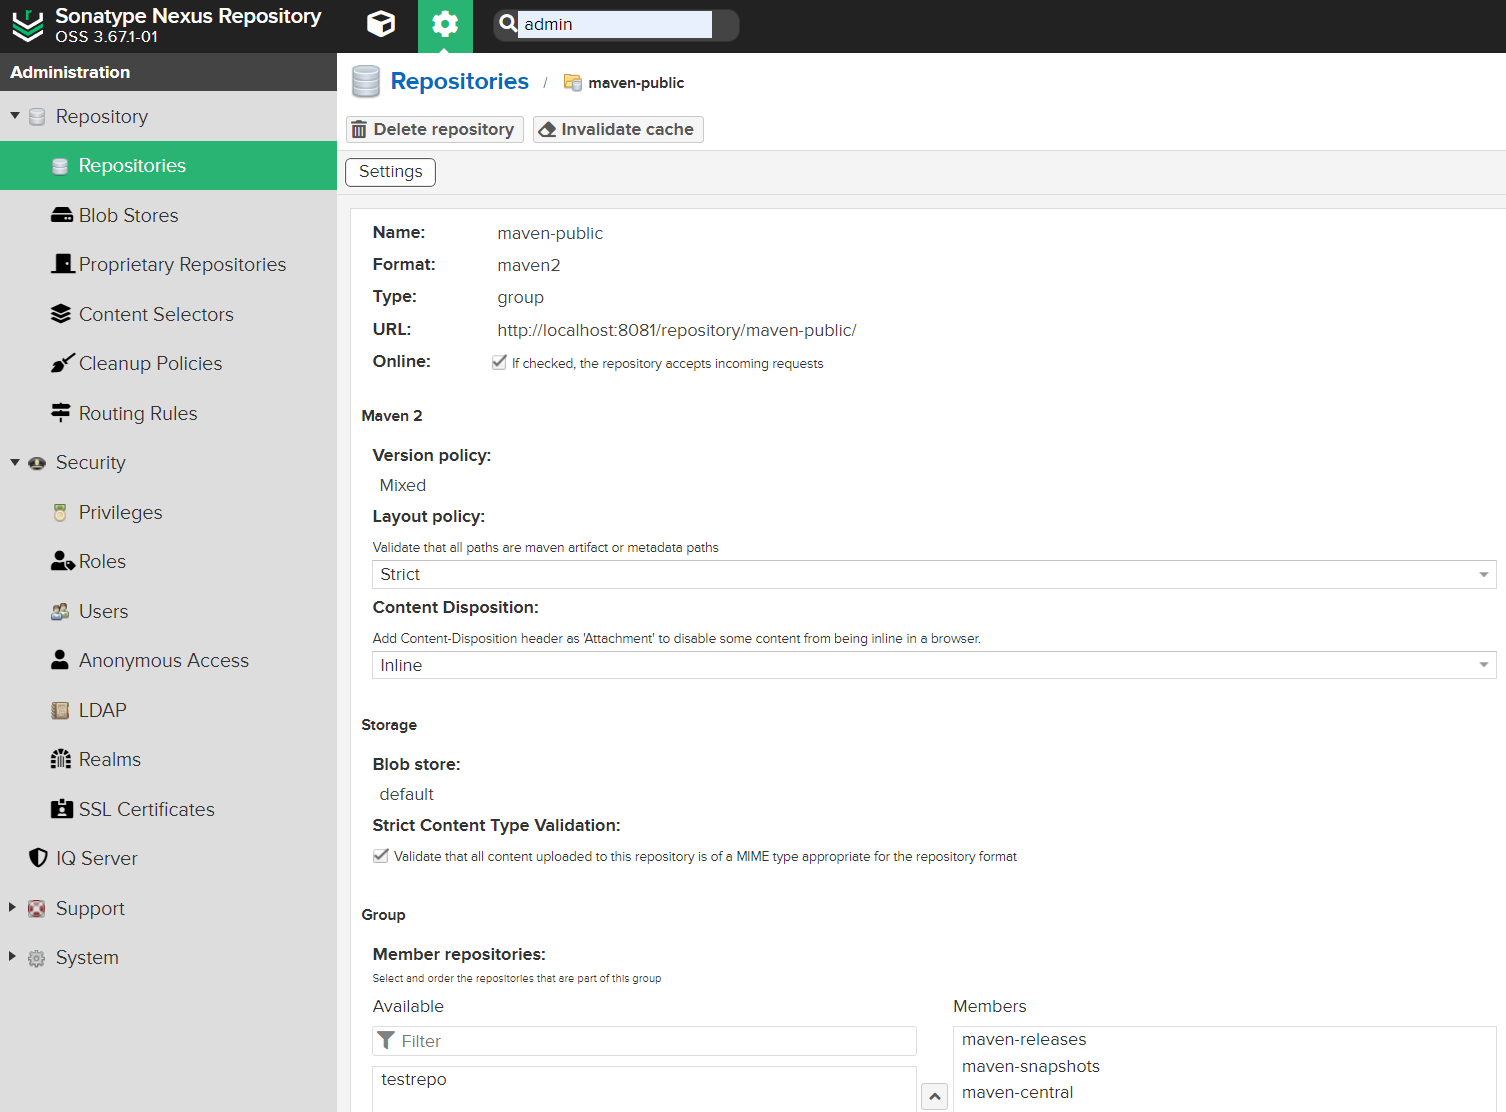 Sonatype Nexus Repository
OSS 3.67.1-01
admin
Administration
Repository
Repositories
Blob Stores
Proprietary Repositories
Content Selectors
Cleanup Policies
Routing Rules
Security
Privileges
Roles
Users
Anonymous Access
LDAP
Realms
SSL Certificates
IQ Server
Support
System
Repositories / maven-public
Delete repository Invalidate cache
Settings
Name: maven-public
Format: maven2
Type: group
URL: http://localhost:8081/repository/maven-public/
Online: If checked, the repository accepts incoming requests
Maven 2
Version policy:
Mixed
Layout policy:
Validate that all paths are maven artifact or metadata paths
Strict
Content Disposition:
Add Content-Disposition header as 'Attachment' to disable some content from being inline in a browser.
Inline
Storage
Blob store:
default
Strict Content Type Validation:
Validate that all content uploaded to this repository is of a MIME type appropriate for the repository format
Group
Member repositories:
Select and order the repositories that are part of this group
Available
Filter
testrepo
Members
maven-releases
maven-snapshots
maven-central